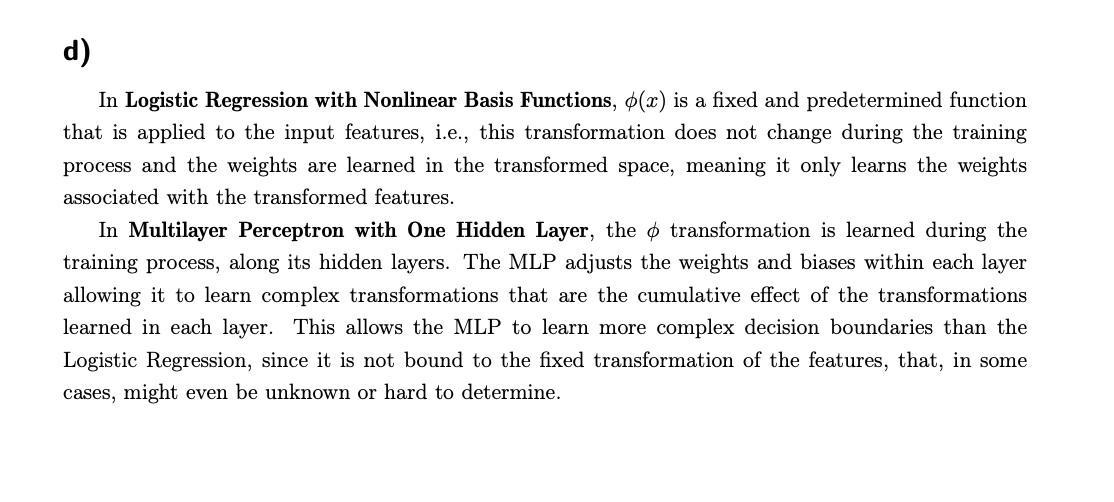 d)
In Logistic Regression with Nonlinear Basis Functions, ϕ(x) is a fixed and predetermined function
that is applied to the input features, i.e., this transformation does not change during the training
process and the weights are learned in the transformed space, meaning it only learns the weights
associated with the transformed features.
In Multilayer Perceptron with One Hidden Layer, the ϕ transformation is learned during the
training process, along its hidden layers. The MLP adjusts the weights and biases within each layer
allowing it to learn complex transformations that are the cumulative effect of the transformations
learned in each layer. This allows the MLP to learn more complex decision boundaries than the
Logistic Regression, since it is not bound to the fixed transformation of the features, that, in some
cases, might even be unknown or hard to determine.